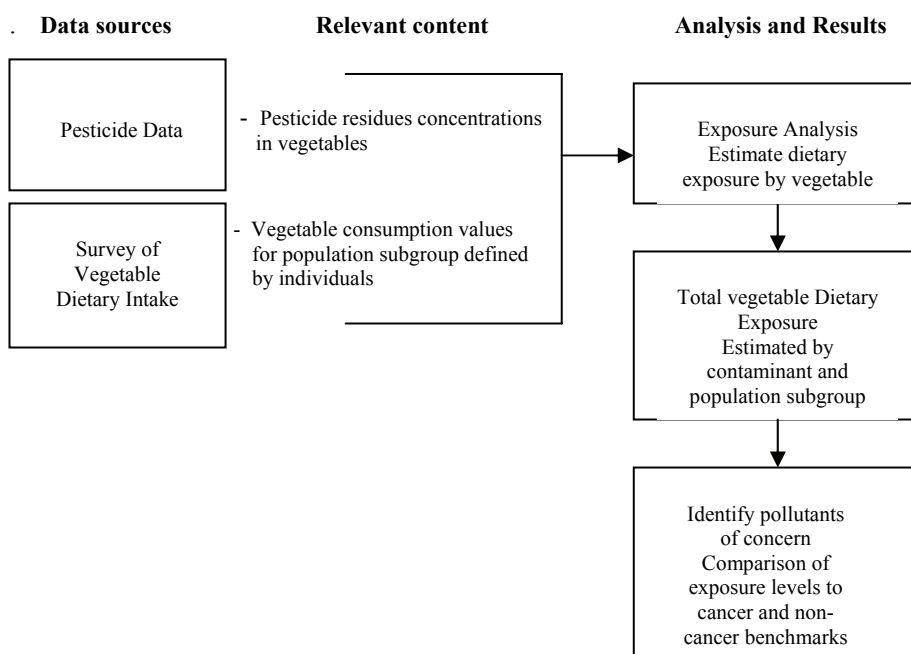 . Data sources Relevant content Analysis and Results
Pesticide Data
- Pesticide residues concentrations
in vegetables
Exposure Analysis
Estimate dietary
exposure by vegetable
Survey of
Vegetable
Dietary Intake
- Vegetable consumption values
for population subgroup defined
by individuals
Total vegetable Dietary
Exposure
Estimated by
contaminant and
population subgroup
Identify pollutants
of concern
Comparison of
exposure levels to
cancer and non-
cancer benchmarks